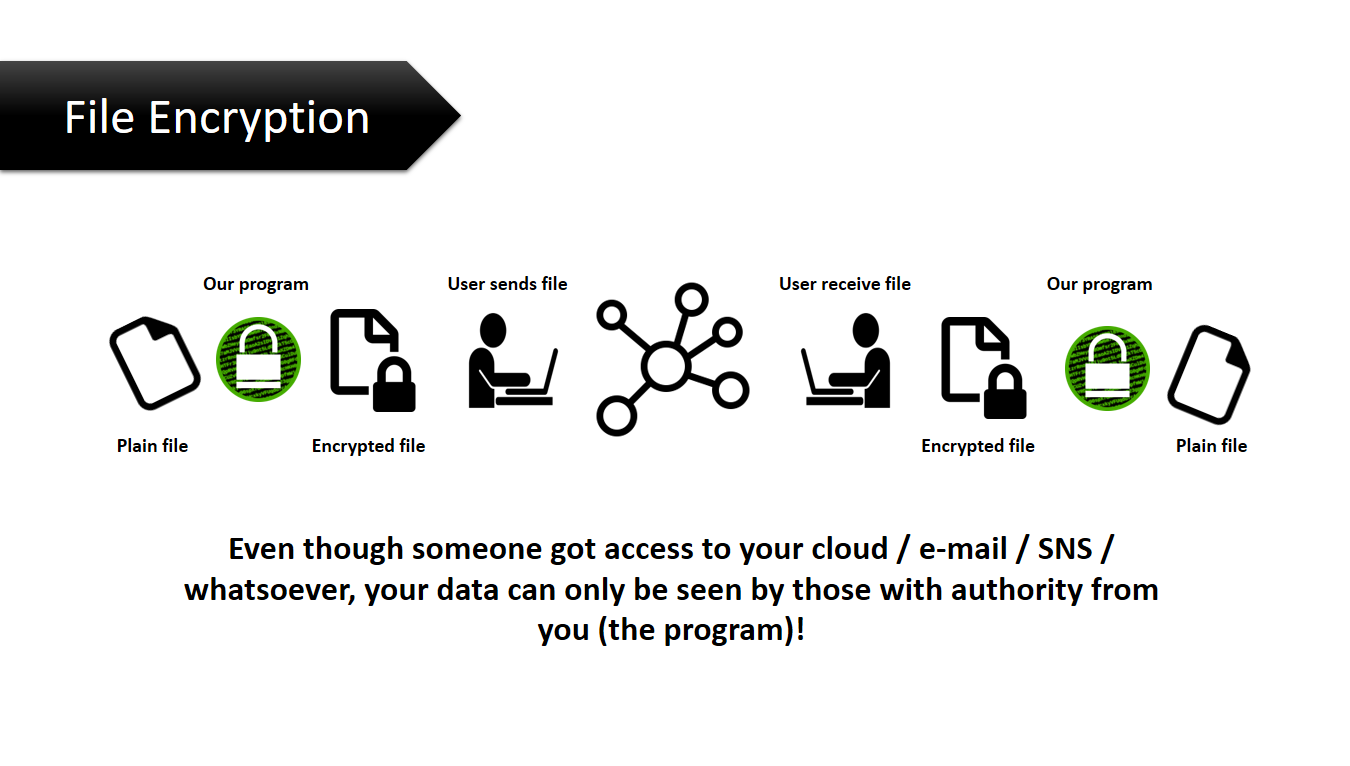 File Encryption
Our program
User sends file
User receive file
Our program
Plain file
Encrypted file
Encrypted file
Plain file
Even though someone got access to your cloud / e-mail / SNS /
whatsoever, your data can only be seen by those with authority from
you (the program)!